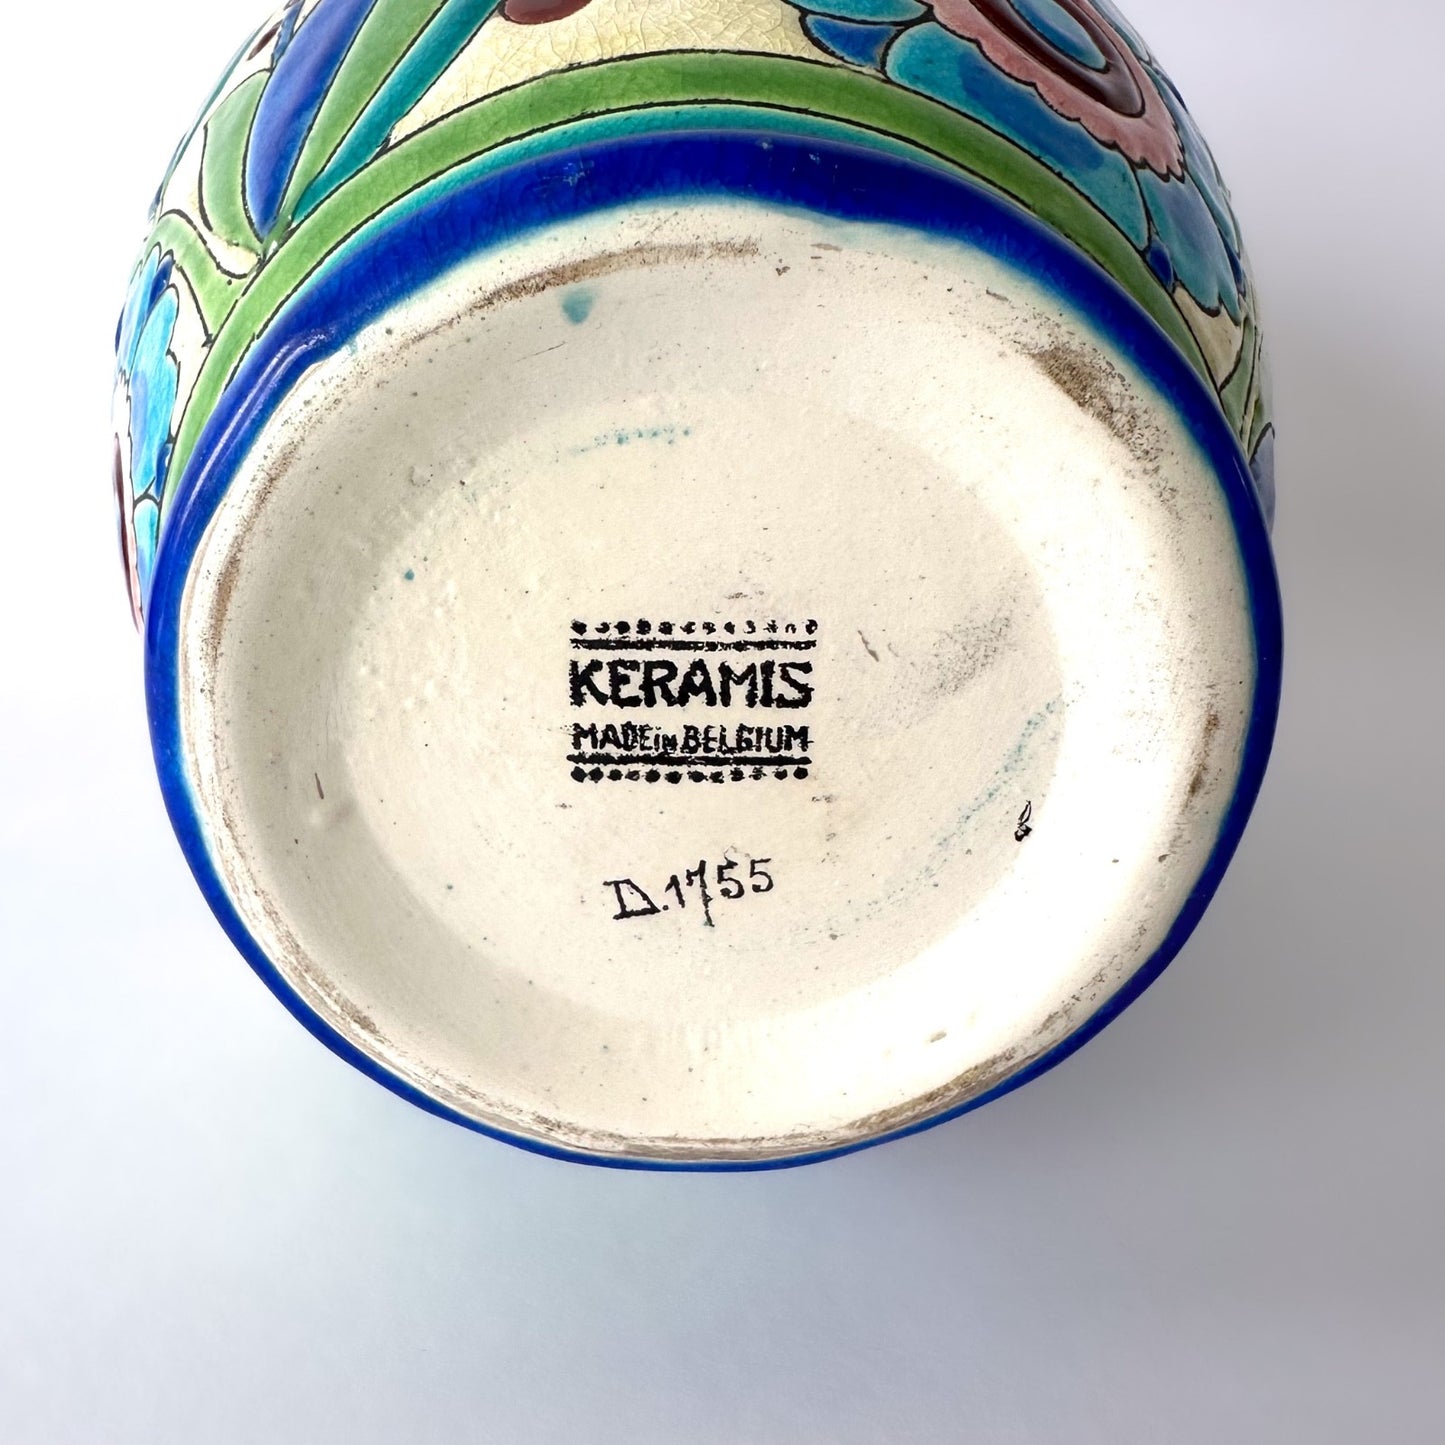 KERAMIS
MADE IN BELGIUM
D.1755